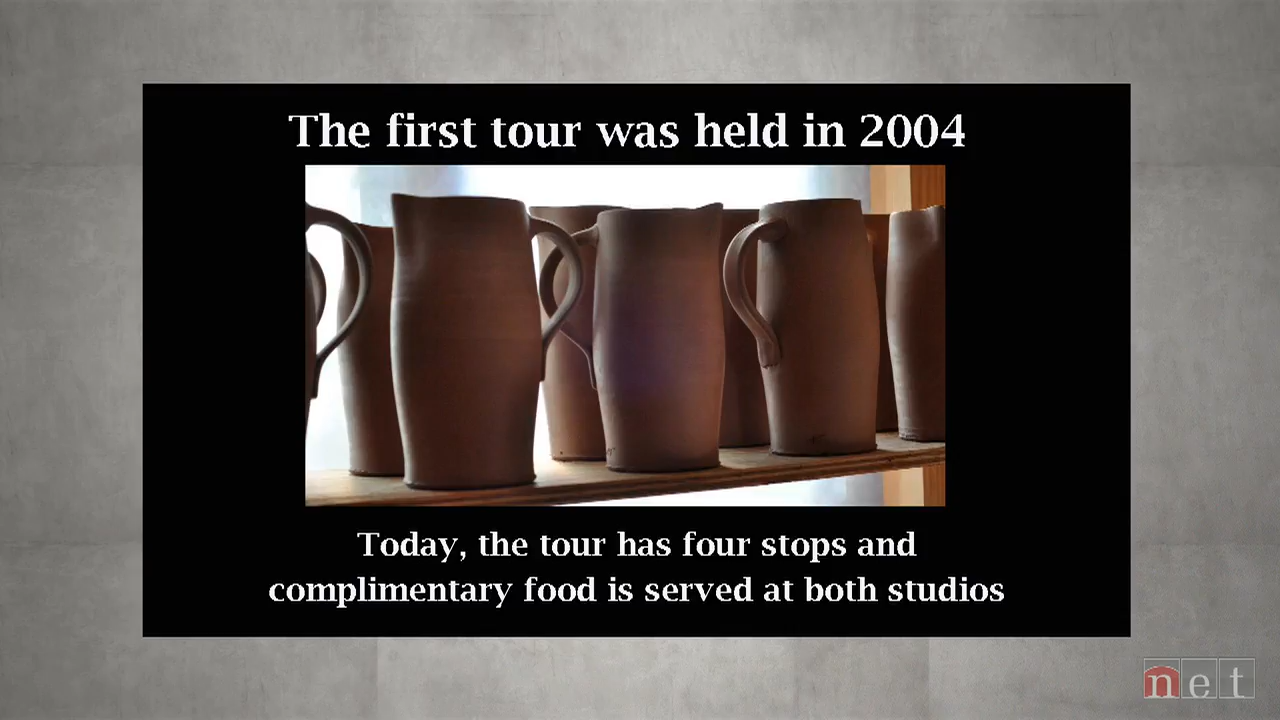 The first tour was held in 2004
Today, the tour has four stops and
complimentary food is served at both studios
net